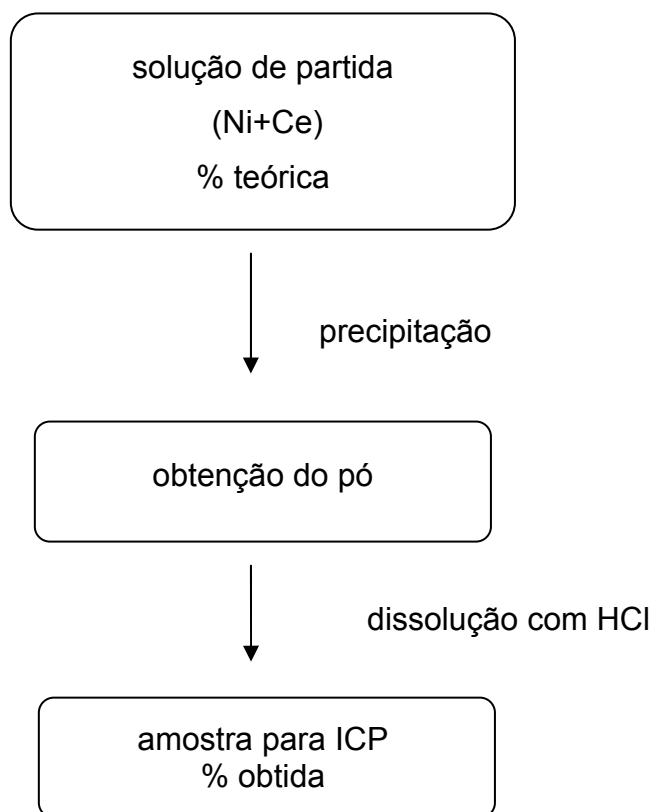 solução de partida
(Ni+Ce)
% teórica
precipitação
obtenção do pó
dissolução com HCl
amostra para ICP
% obtida